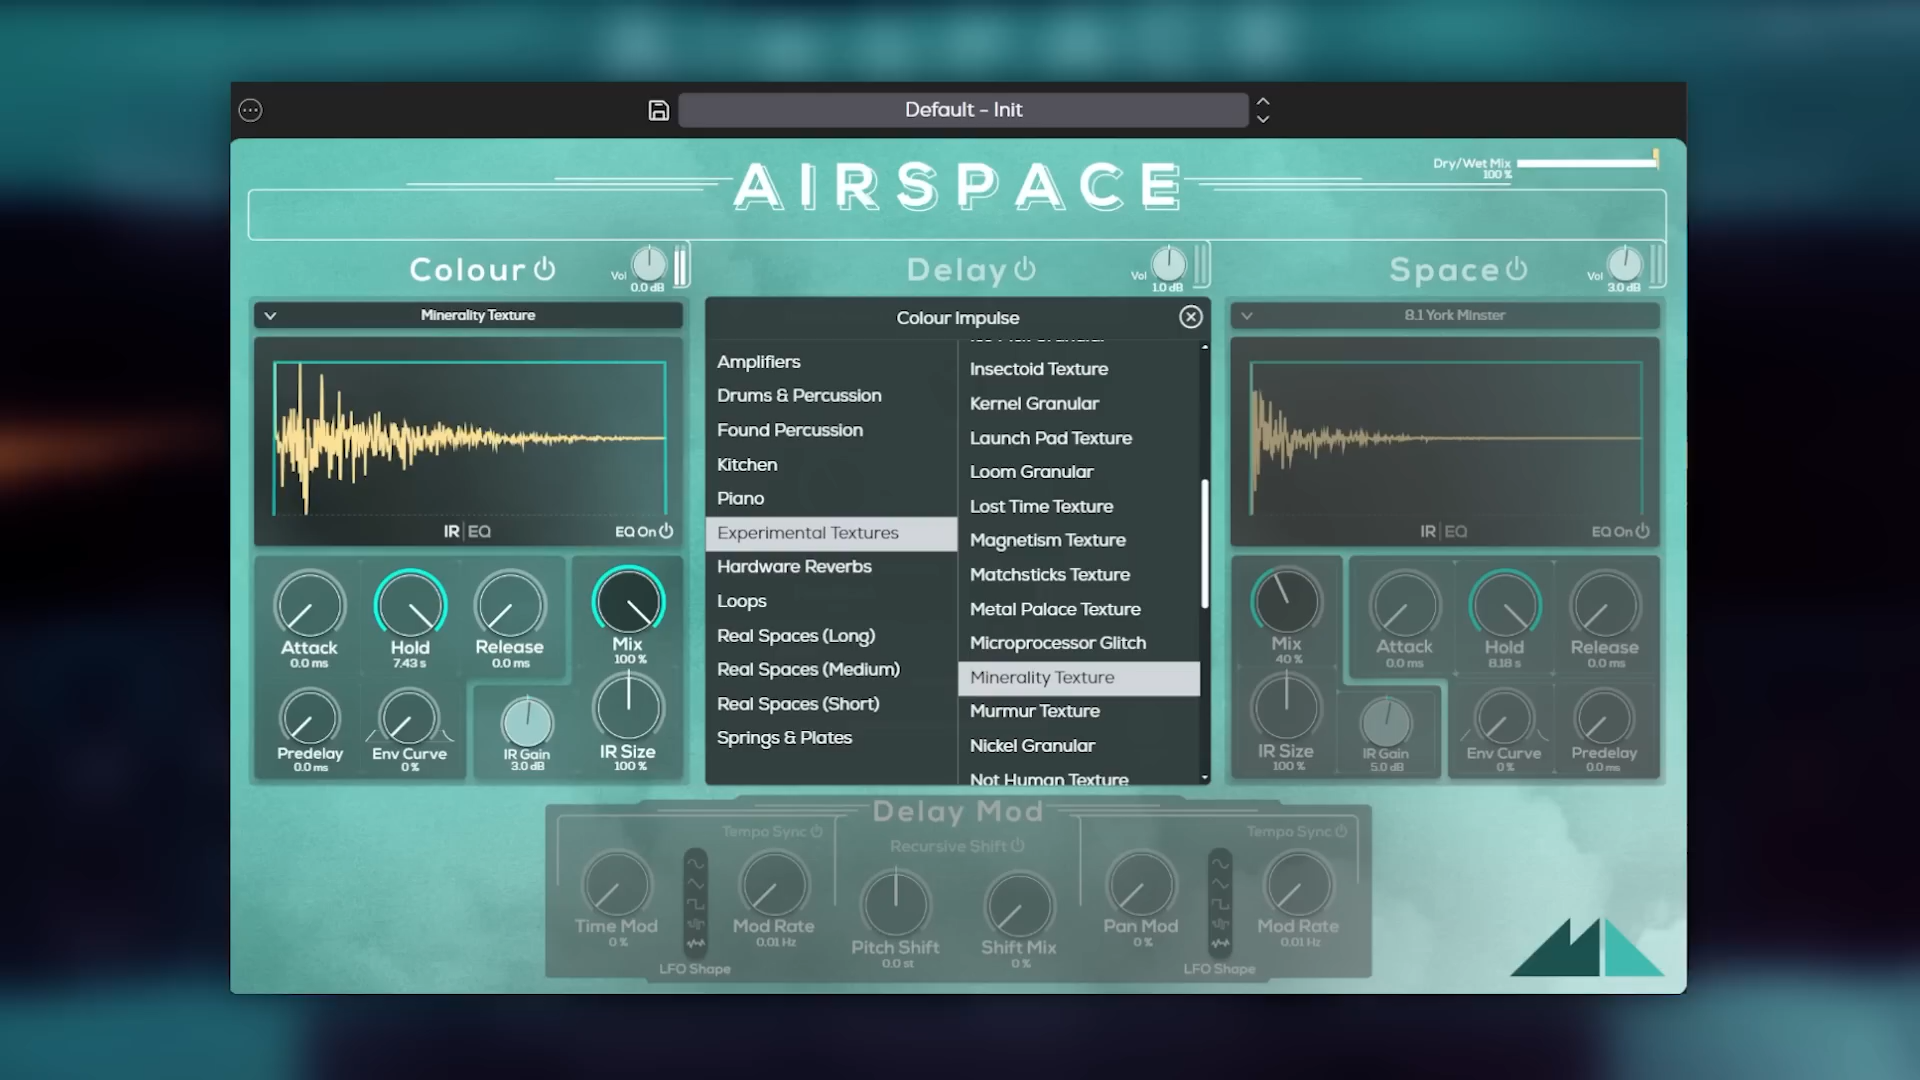 Default - Init
AIRSPACE
Dry/Wet Mix
100 %
Colour
Vol
0.0 dB
Delay
Vol
1.0 dB
Space
Vol
3.0 dB
Minerality Texture
IR | EQ
EQ On
Attack
0.0 ms
Hold
7.43 s
Release
0.0 ms
Mix
100 %
Predelay
0.0 ms
Env Curve
0 %
IR Gain
3.0 dB
IR Size
100 %
Colour Impulse
Amplifiers
Drums & Percussion
Found Percussion
Kitchen
Piano
Experimental Textures
Hardware Reverbs
Loops
Real Spaces (Long)
Real Spaces (Medium)
Real Spaces (Short)
Springs & Plates
Insectoid Texture
Kernel Granular
Launch Pad Texture
Loom Granular
Lost Time Texture
Magnetism Texture
Matchsticks Texture
Metal Palace Texture
Microprocessor Glitch
Minerality Texture
Murmur Texture
Nickel Granular
Not Human Texture
8.1 York Minster
IR | EQ
EQ On
Mix
40 %
Attack
0.0 ms
Hold
8.18 s
Release
0.0 ms
IR Size
100 %
IR Gain
5.0 dB
Env Curve
0 %
Predelay
0.0 ms
Delay Mod
Tempo Sync
Recursive Shift
Tempo Sync
Time Mod
0 %
Mod Rate
0.01 Hz
LFO Shape
Pitch Shift
0.0 st
Shift Mix
0 %
Pan Mod
0 %
Mod Rate
0.01 Hz
LFO Shape